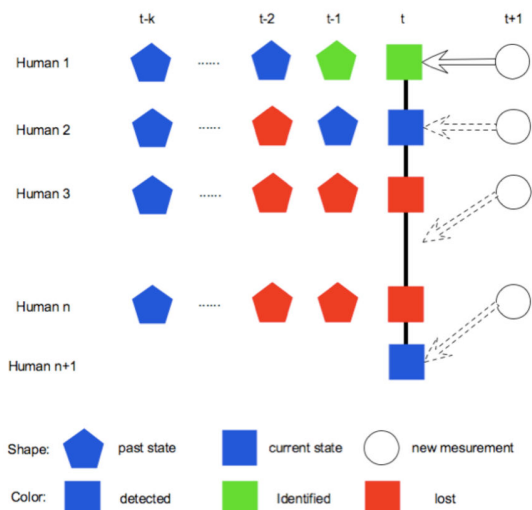 t-k t-2 t-1 t t+1
Human 1 ......
Human 2 ......
Human 3 ......
Human n ......
Human n+1
Shape: past state current state new mesurement
Color: detected Identified lost